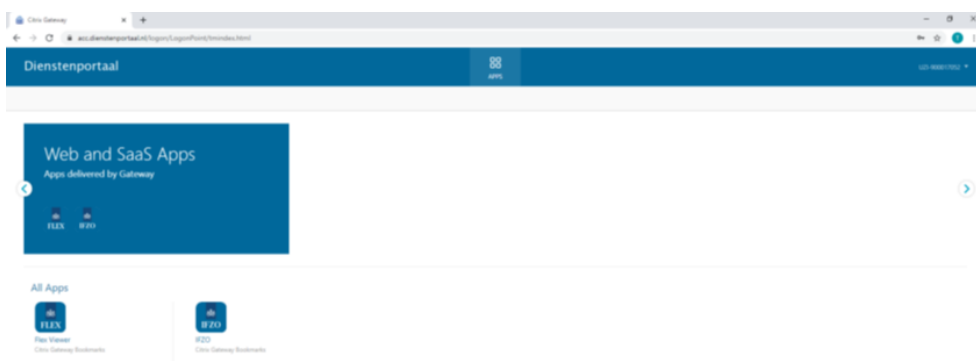 Citrix Gateway
acc.dienstenportaal.nl/logon/LogonPoint/tmindex.html
Dienstenportaal
APPS
Web and SaaS Apps
Apps delivered by Gateway
FLEX IFZO
All Apps
FLEX IFZO
Flex Viewer IFZO
Citrix Gateway Bookmarks Citrix Gateway Bookmarks